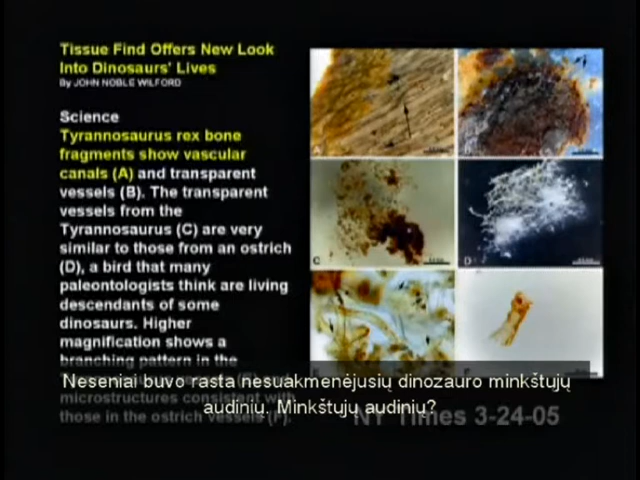 Tissue Find Offers New Look
Into Dinosaurs' Lives
By JOHN NOBLE WILFORD
Science
Tyrannosaurus rex bone
fragments show vascular
canals (A) and transparent
vessels (B). The transparent
vessels from the
Tyrannosaurus (C) are very
similar to those from an ostrich
(D), a bird that many
paleontologists think are living
descendants of some
dinosaurs. Higher
magnification shows a
branching pattern in the
microstructures consistent with
those in the ostrich vessels (F).
A
C
D
NY Times 3-24-05
Neseniai buvo rasta nesuakmenėjusių dinozauro minkštųjų
audinių. Minkštųjų audinių?